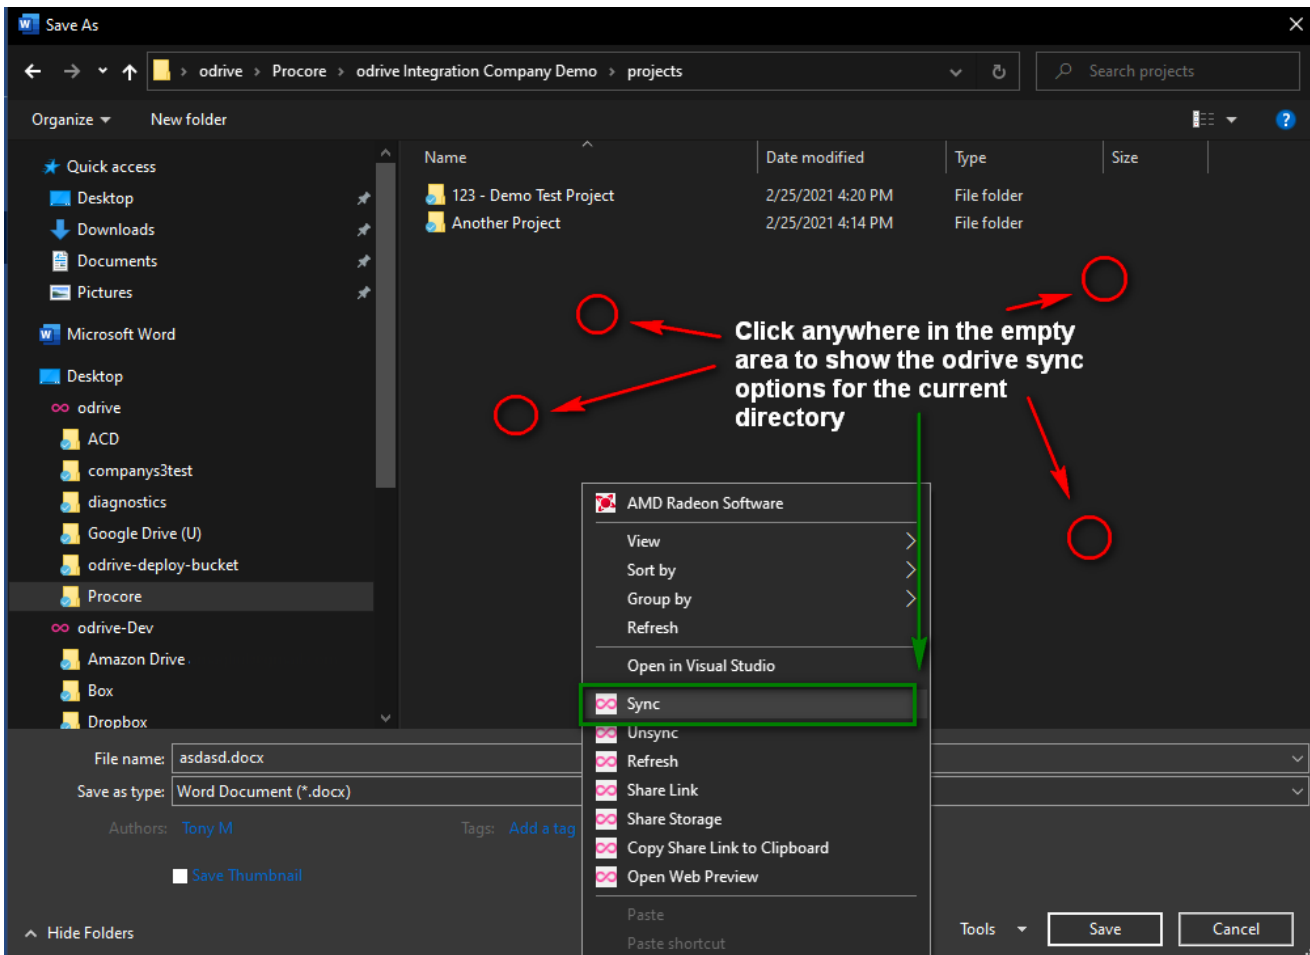 Save As
odrive > Procore > odrive Integration Company Demo > projects
Search projects
Organize
New folder
?
Name
Date modified
Type
Size
123 - Demo Test Project
2/25/2021 4:20 PM
File folder
Another Project
2/25/2021 4:14 PM
File folder
Quick access
Desktop
Downloads
Documents
Pictures
Microsoft Word
Desktop
odrive
ACD
companys3test
diagnostics
Google Drive (U)
odrive-deploy-bucket
Procore
odrive-Dev
Amazon Drive
Box
Dropbox
Click anywhere in the empty
area to show the odrive sync
options for the current
directory
AMD Radeon Software
View
Sort by
Group by
Refresh
Open in Visual Studio
Sync
Unsync
Refresh
Share Link
Share Storage
Copy Share Link to Clipboard
Open Web Preview
Paste
Paste shortcut
File name: asdasd.docx
Save as type: Word Document (*.docx)
Authors: Tony M
Tags: Add a tag
Save Thumbnail
Hide Folders
Tools
Save
Cancel